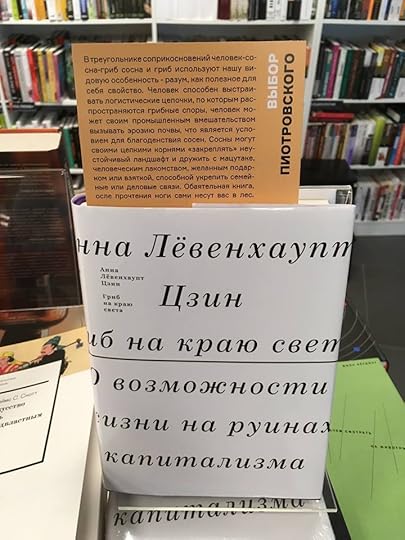 В треугольнике соприкосновений человек-со-
сна-гриб сосна и гриб используют нашу ви-
довую особенность - разум, как полезное для
себя свойство. Человек способен выстраи-
вать логистические цепочки, по которым рас-
пространяются грибные споры, человек мо-
жет своим промышленным вмешательством
вызывать эрозию почвы, что является усло-
вием для благоденствия сосен. Сосны могут
своими цепкими корнями «закреплять» неу-
стойчивый ландшафт и дружить с мацутаке,
человеческим лакомством, желанным подар-
ком или взяткой, способной укрепить семей-
ные или деловые связи. Обаятельная книга,
после прочтения ноги сами несут вас в лес.
ВЫБОР
ПИОТРОВСКОГО
нна Лёвенхаупт
Анна
Лёвенхаупт
Цзин
Цзин
Гриб
на краю
света
иб на краю свет
О возможности
жизни на руинах
капитализма
капитализма